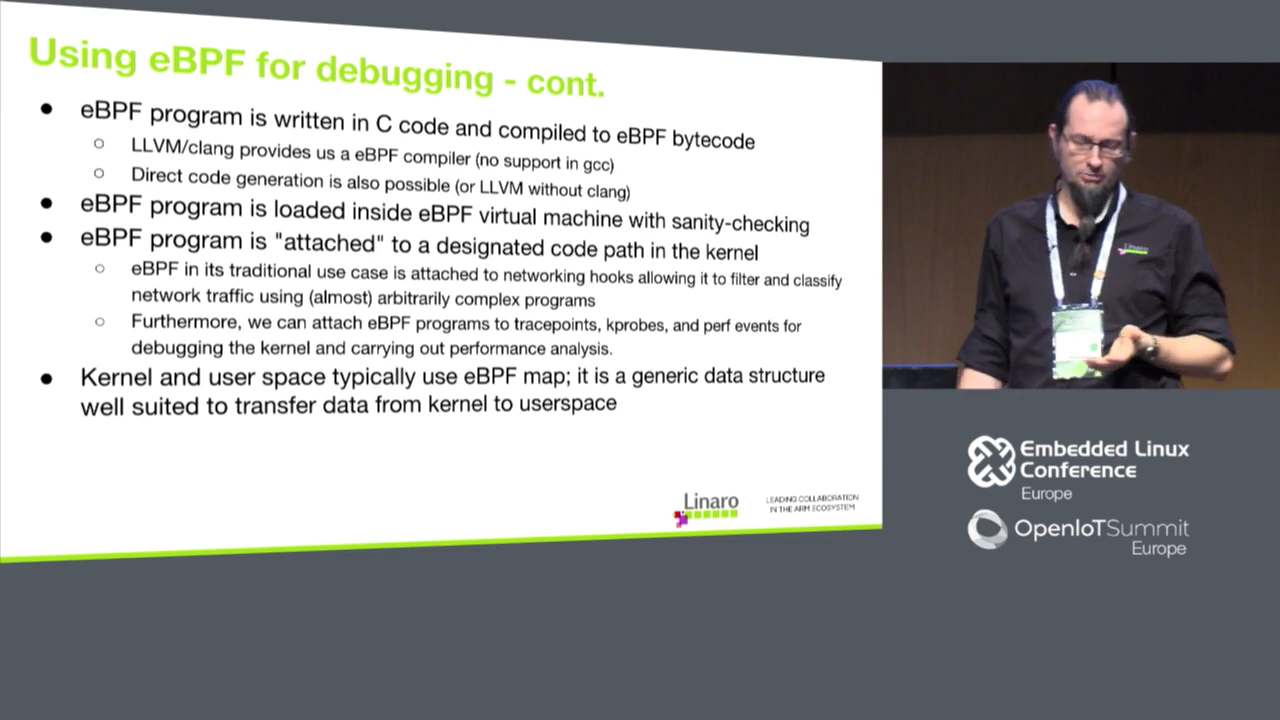 Using eBPF for debugging - cont.
● eBPF program is written in C code and compiled to eBPF bytecode
○ LLVM/clang provides us a eBPF compiler (no support in gcc)
○ Direct code generation is also possible (or LLVM without clang)
● eBPF program is loaded inside eBPF virtual machine with sanity-checking
● eBPF program is "attached" to a designated code path in the kernel
○ eBPF in its traditional use case is attached to networking hooks allowing it to filter and classify
network traffic using (almost) arbitrarily complex programs
○ Furthermore, we can attach eBPF programs to tracepoints, kprobes, and perf events for
debugging the kernel and carrying out performance analysis.
● Kernel and user space typically use eBPF map; it is a generic data structure
well suited to transfer data from kernel to userspace
Linaro
LEADING COLLABORATION
IN THE ARM ECOSYSTEM
Linaro
Embedded Linux
Conference
Europe
OpenIoTSummit
Europe